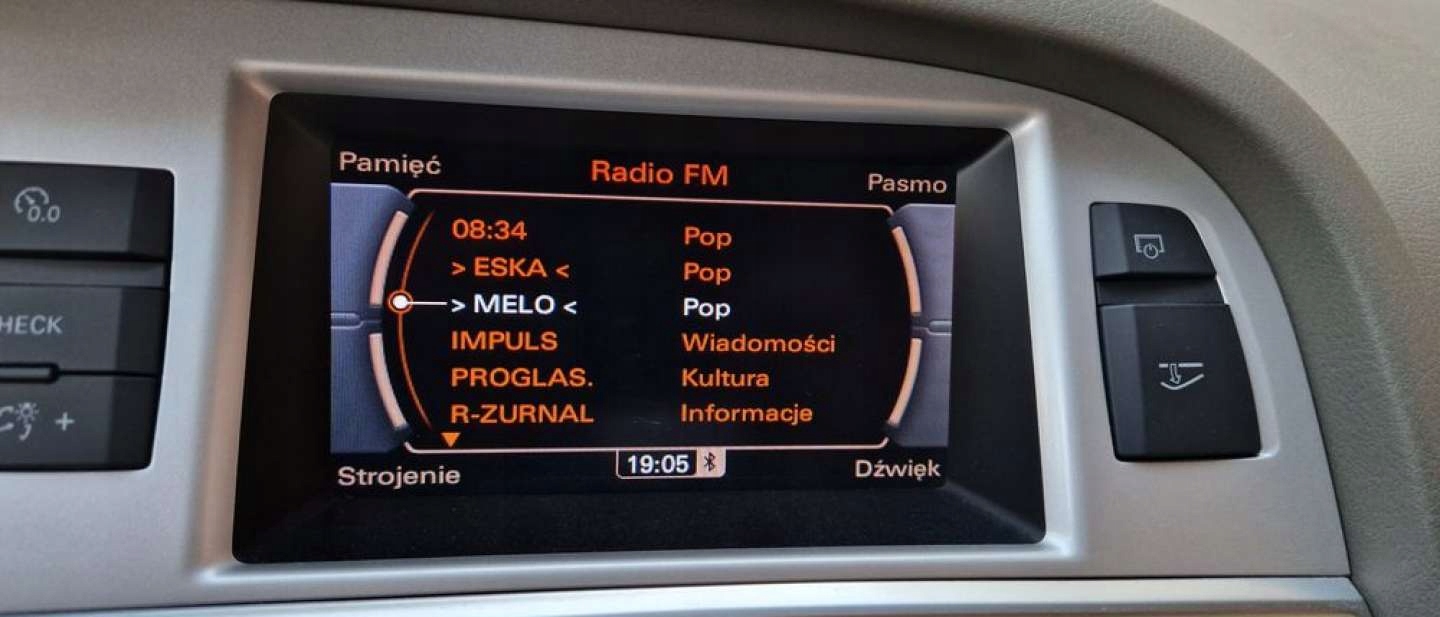 0.0
HECK
+
Pamięć Radio FM Pasmo
08:34 Pop
> ESKA < Pop
> MELO < Pop
IMPULS Wiadomości
PROGLAS. Kultura
R-ZURNAL Informacje
Strojenie 19:05 Dźwięk